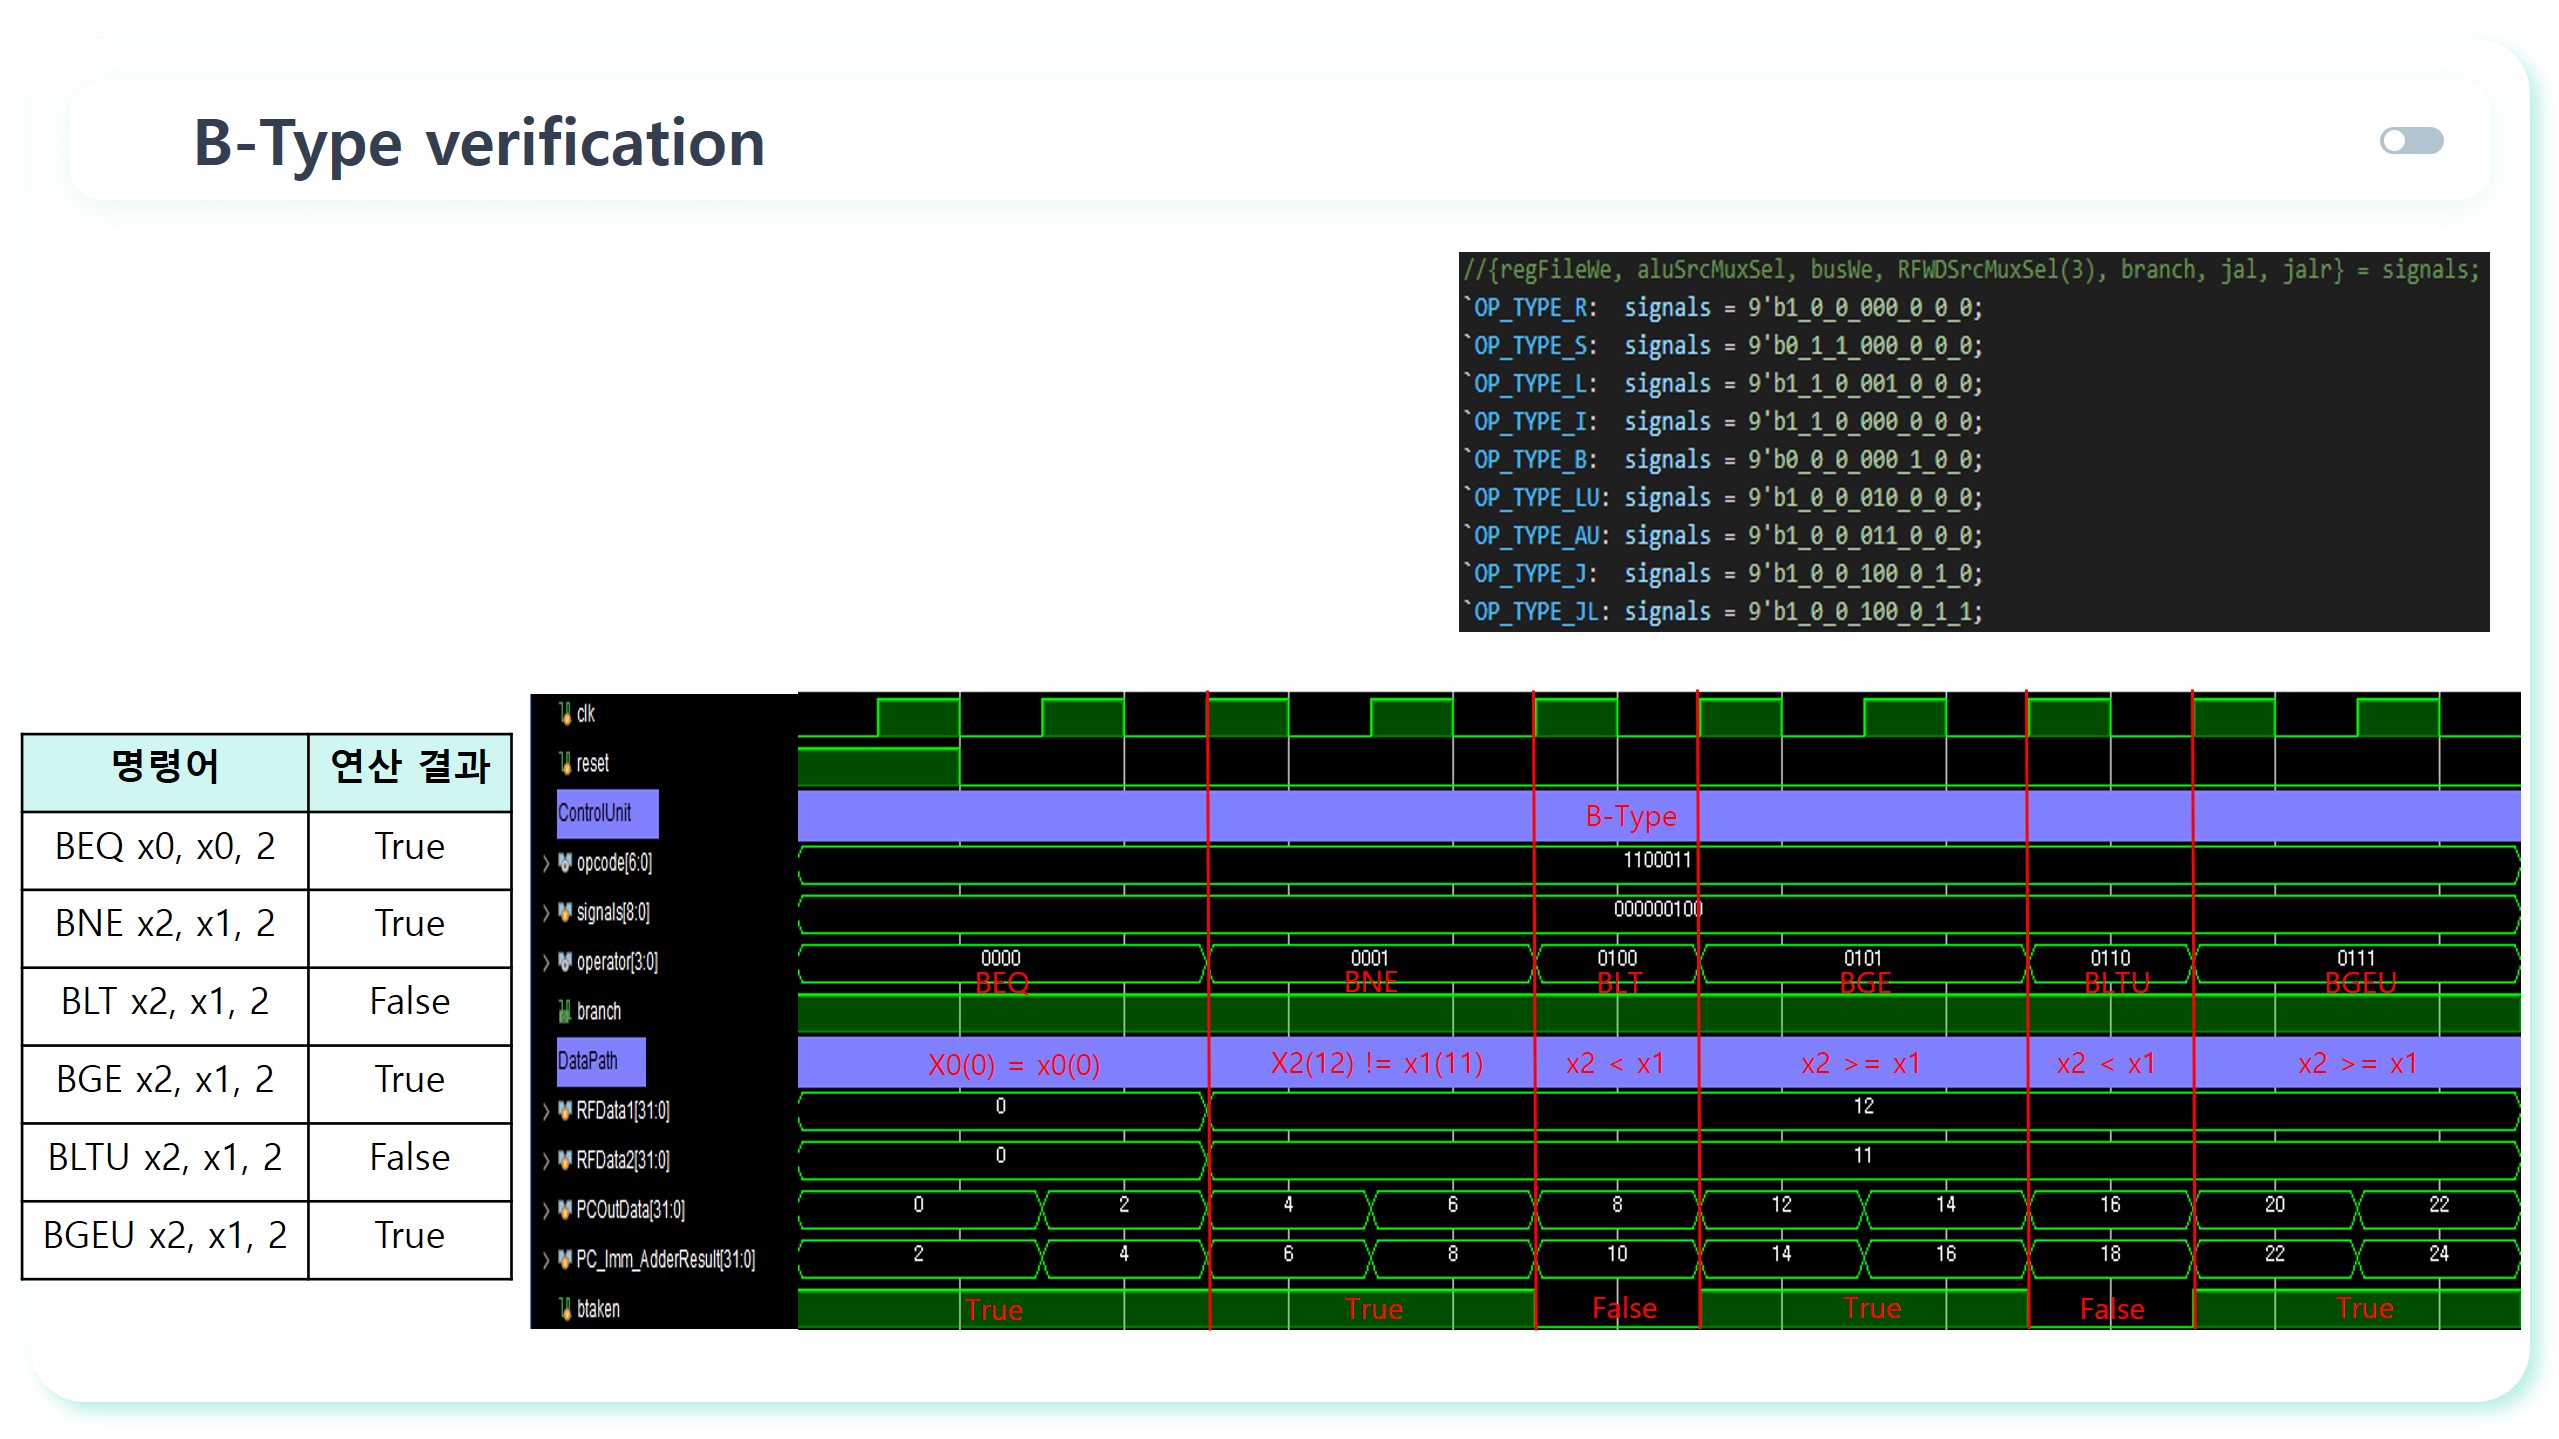 B-Type verification
//{regFileWe, aluSrcMuxSel, busWe, RFWDSrcMuxSel(3), branch, jal, jalr} = signals;
`OP_TYPE_R:  signals = 9'b1_0_0_000_0_0_0;
`OP_TYPE_S:  signals = 9'b0_1_1_000_0_0_0;
`OP_TYPE_L:  signals = 9'b1_1_0_001_0_0_0;
`OP_TYPE_I:  signals = 9'b1_1_0_000_0_0_0;
`OP_TYPE_B:  signals = 9'b0_0_0_000_1_0_0;
`OP_TYPE_LU: signals = 9'b1_0_0_010_0_0_0;
`OP_TYPE_AU: signals = 9'b1_0_0_011_0_0_0;
`OP_TYPE_J:  signals = 9'b1_0_0_100_0_1_0;
`OP_TYPE_JL: signals = 9'b1_0_0_100_0_1_1;
명령어 연산 결과
BEQ x0, x0, 2 True
BNE x2, x1, 2 True
BLT x2, x1, 2 False
BGE x2, x1, 2 True
BLTU x2, x1, 2 False
BGEU x2, x1, 2 True
clk
reset
ControlUnit B-Type
opcode[6:0] 1100011
signals[8:0] 000000100
operator[3:0] 0000 0001 0100 0101 0110 0111
BEQ BNE BLT BGE BLTU BGEU
branch
DataPath X0(0) = x0(0) X2(12) != x1(11) x2 < x1 x2 >= x1 x2 < x1 x2 >= x1
RFData1[31:0] 0 12
RFData2[31:0] 0 11
PCOutData[31:0] 0 2 4 6 8 12 14 16 20 22
PC_Imm_AdderResult[31:0] 2 4 6 8 10 14 16 18 22 24
btaken True True False True False True